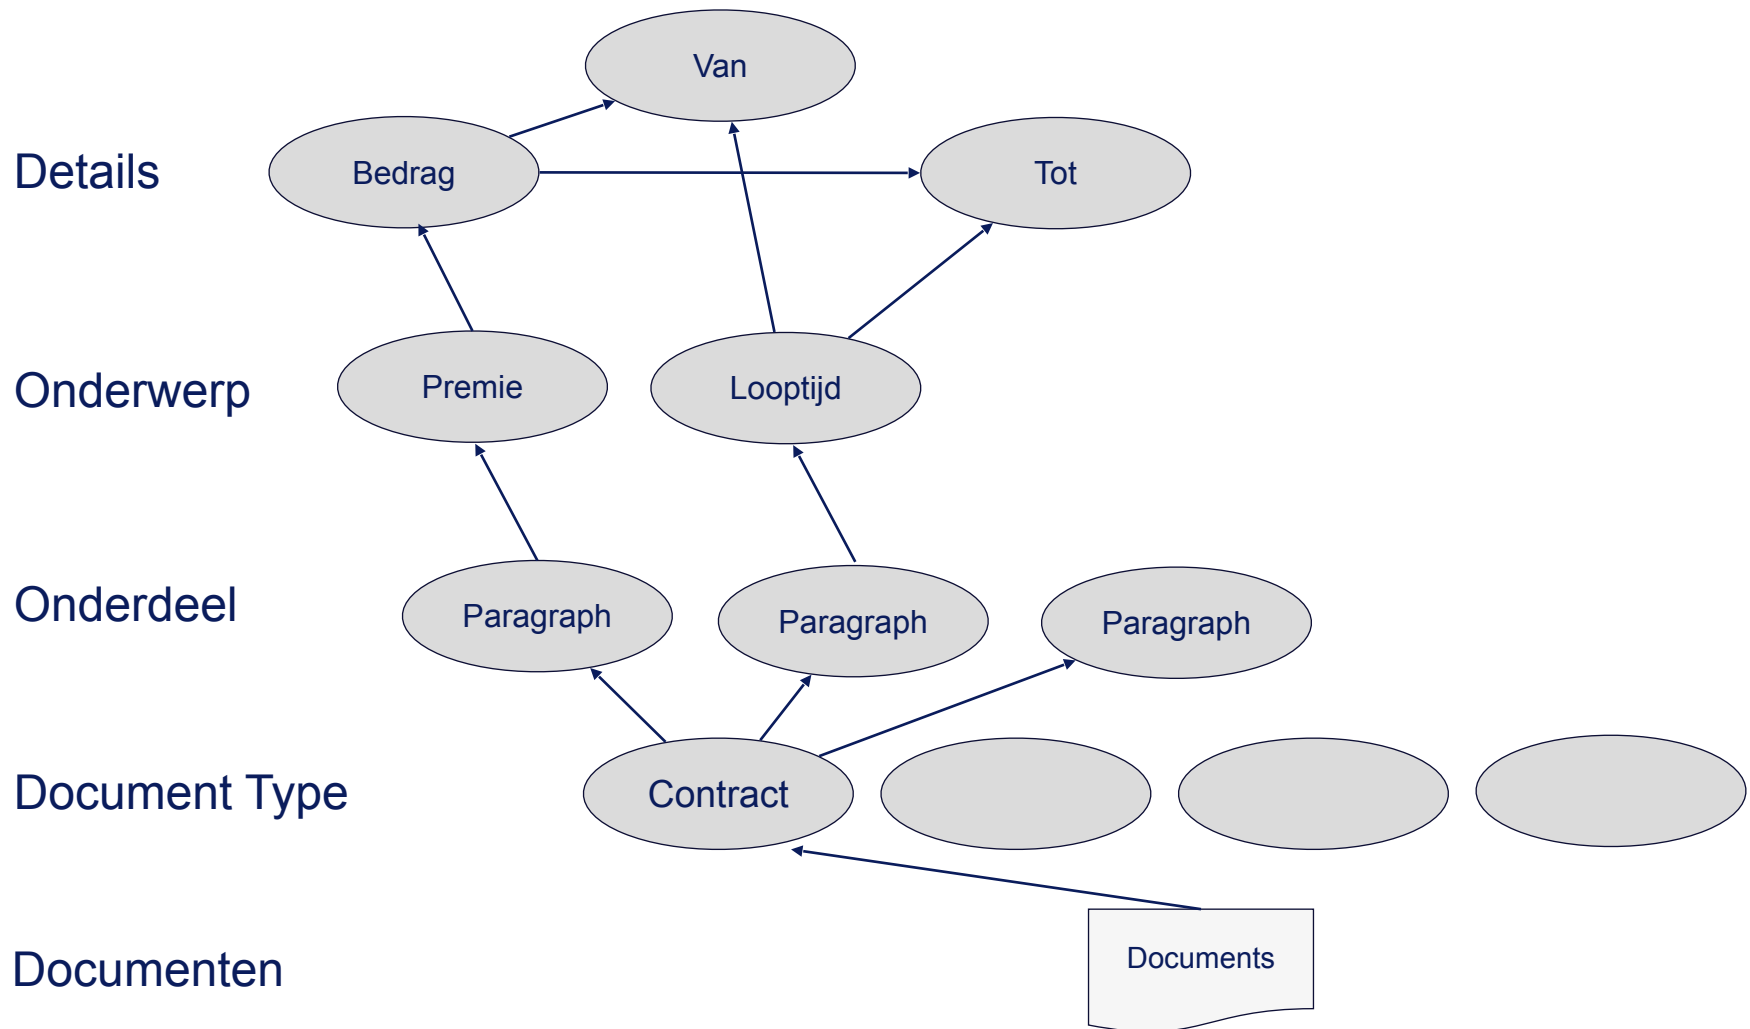 Van
Details
Bedrag
Tot
Onderwerp
Premie
Looptijd
Onderdeel
Paragraph
Paragraph
Paragraph
Document Type
Contract
Documenten
Documents